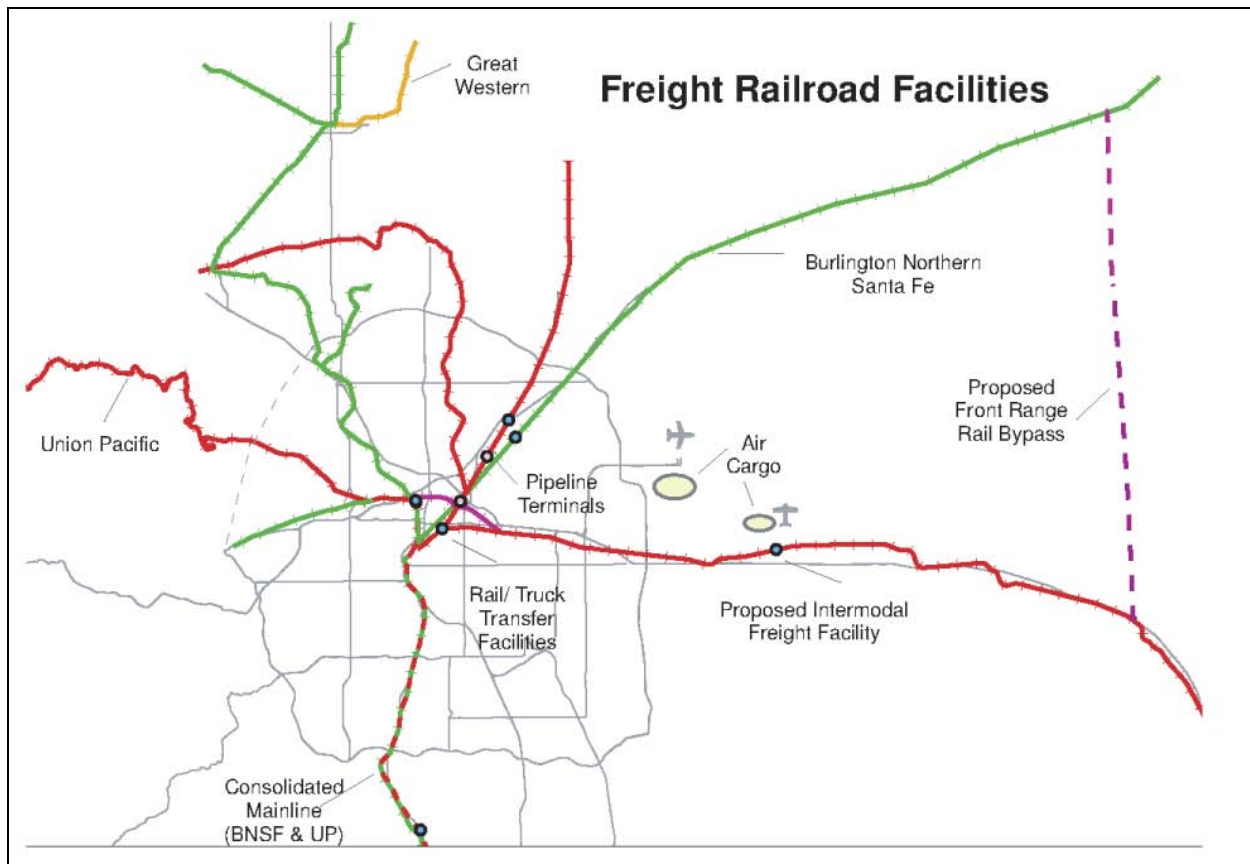 Freight Railroad Facilities
Great
Western
Burlington Northern
Santa Fe
Union Pacific
Proposed
Front Range
Rail Bypass
Air
Cargo
Pipeline
Terminals
Rail/ Truck
Transfer
Facilities
Proposed Intermodal
Freight Facility
Consolidated
Mainline
(BNSF & UP)